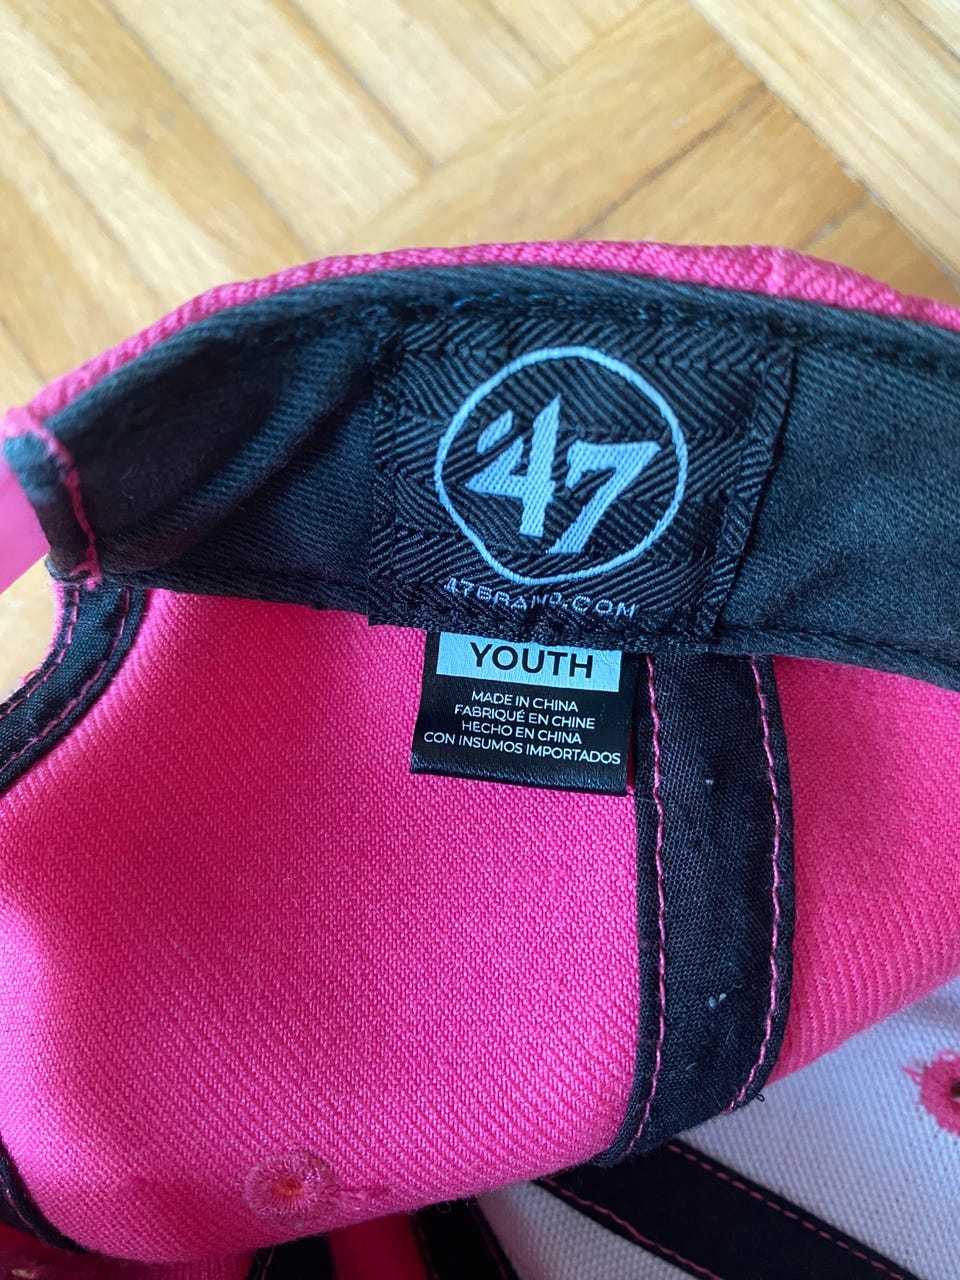 '47
47BRAND.COM
YOUTH
MADE IN CHINA
FABRIQUÉ EN CHINE
HECHO EN CHINA
CON INSUMOS IMPORTADOS